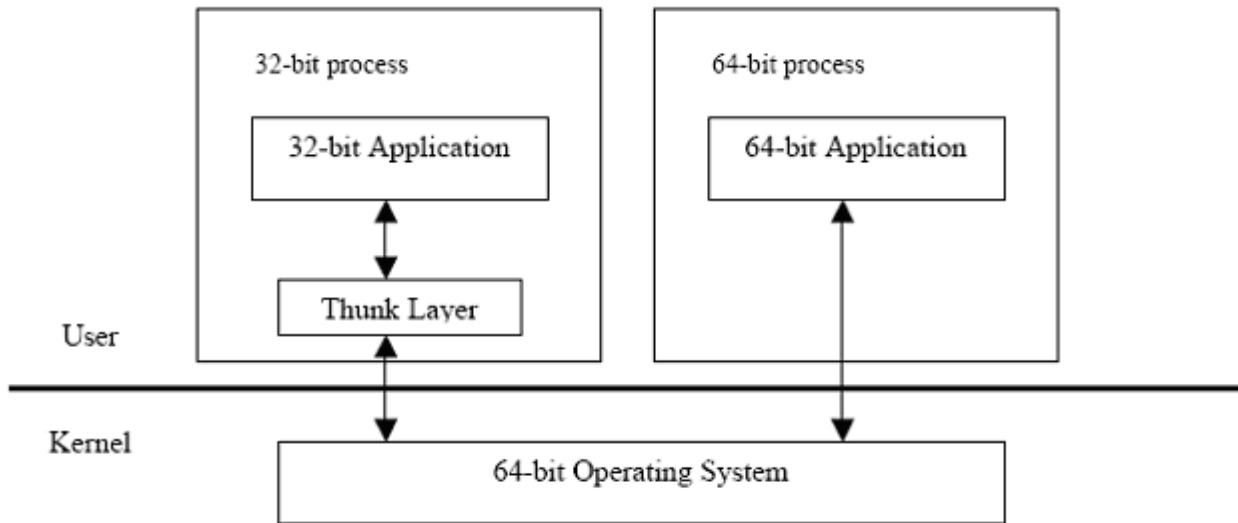 32-bit process
64-bit process
32-bit Application
64-bit Application
Thunk Layer
User
Kernel
64-bit Operating System